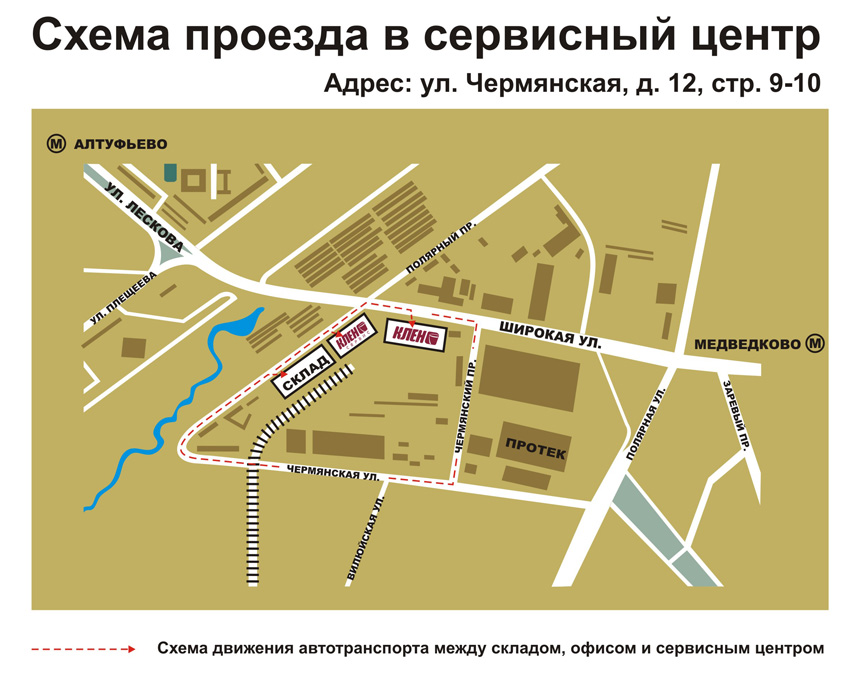 Схема проезда в сервисный центр
Адрес: ул. Чермянская, д. 12, стр. 9-10
М АЛТУФЬЕВО
УЛ. ЛЕСКОВА
УЛ. ПЛЕЩЕЕВА
ПОЛЯРНЫЙ ПР.
ШИРОКАЯ УЛ.
МЕДВЕДКОВО М
КЛЕН
СЕРВИС
КЛЕН
СКЛАД
ЧЕРМЯНСКИЙ ПР.
ПОЛЯРНАЯ УЛ.
ЗАРЕВЫЙ ПР.
ПРОТЕК
ЧЕРМЯНСКАЯ УЛ.
ВИЛЮЙСКАЯ УЛ.
Схема движения автотранспорта между складом, офисом и сервисным центром